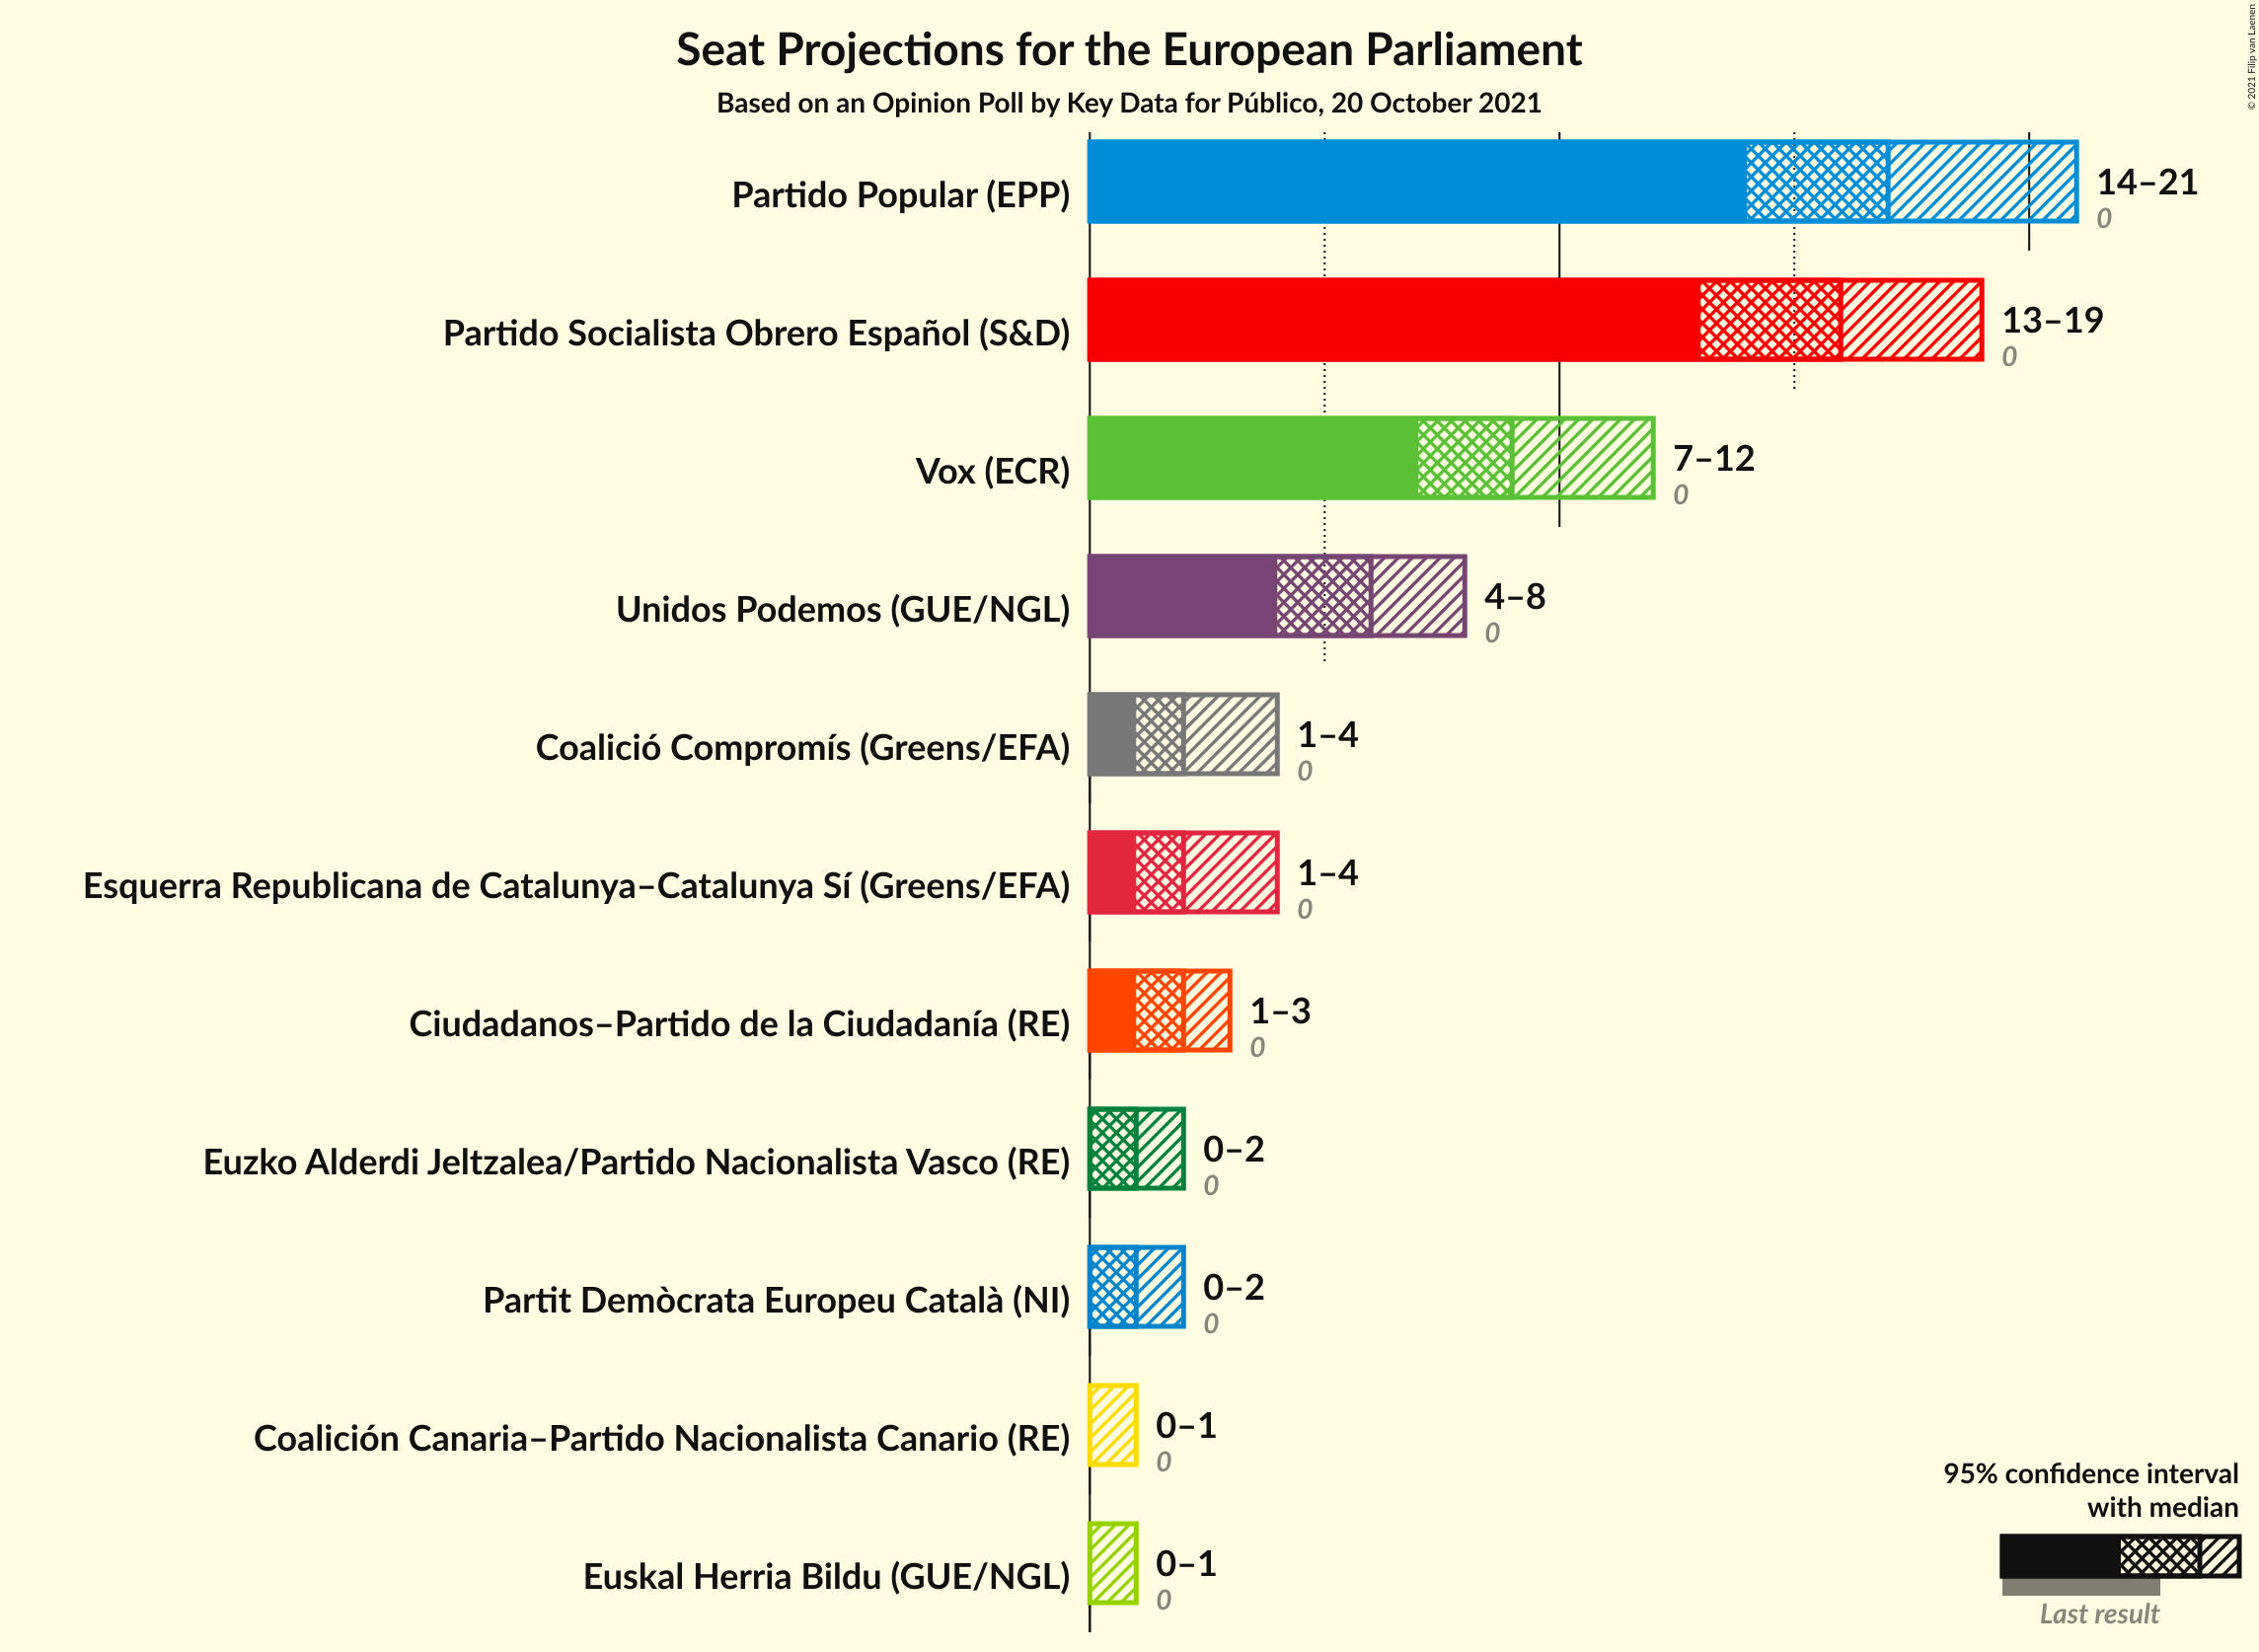 Seat Projections for the European Parliament
Based on an Opinion Poll by Key Data for Público, 20 October 2021
© 2021 Filip van Laenen
Partido Popular (EPP)
14–21
0
Partido Socialista Obrero Español (S&D)
13–19
0
Vox (ECR)
7–12
0
Unidos Podemos (GUE/NGL)
4–8
0
Coalició Compromís (Greens/EFA)
1–4
0
Esquerra Republicana de Catalunya–Catalunya Sí (Greens/EFA)
1–4
0
Ciudadanos–Partido de la Ciudadanía (RE)
1–3
0
Euzko Alderdi Jeltzalea/Partido Nacionalista Vasco (RE)
0–2
0
Partit Demòcrata Europeu Català (NI)
0–2
0
Coalición Canaria–Partido Nacionalista Canario (RE)
0–1
0
Euskal Herria Bildu (GUE/NGL)
0–1
0
95% confidence interval
with median
Last result